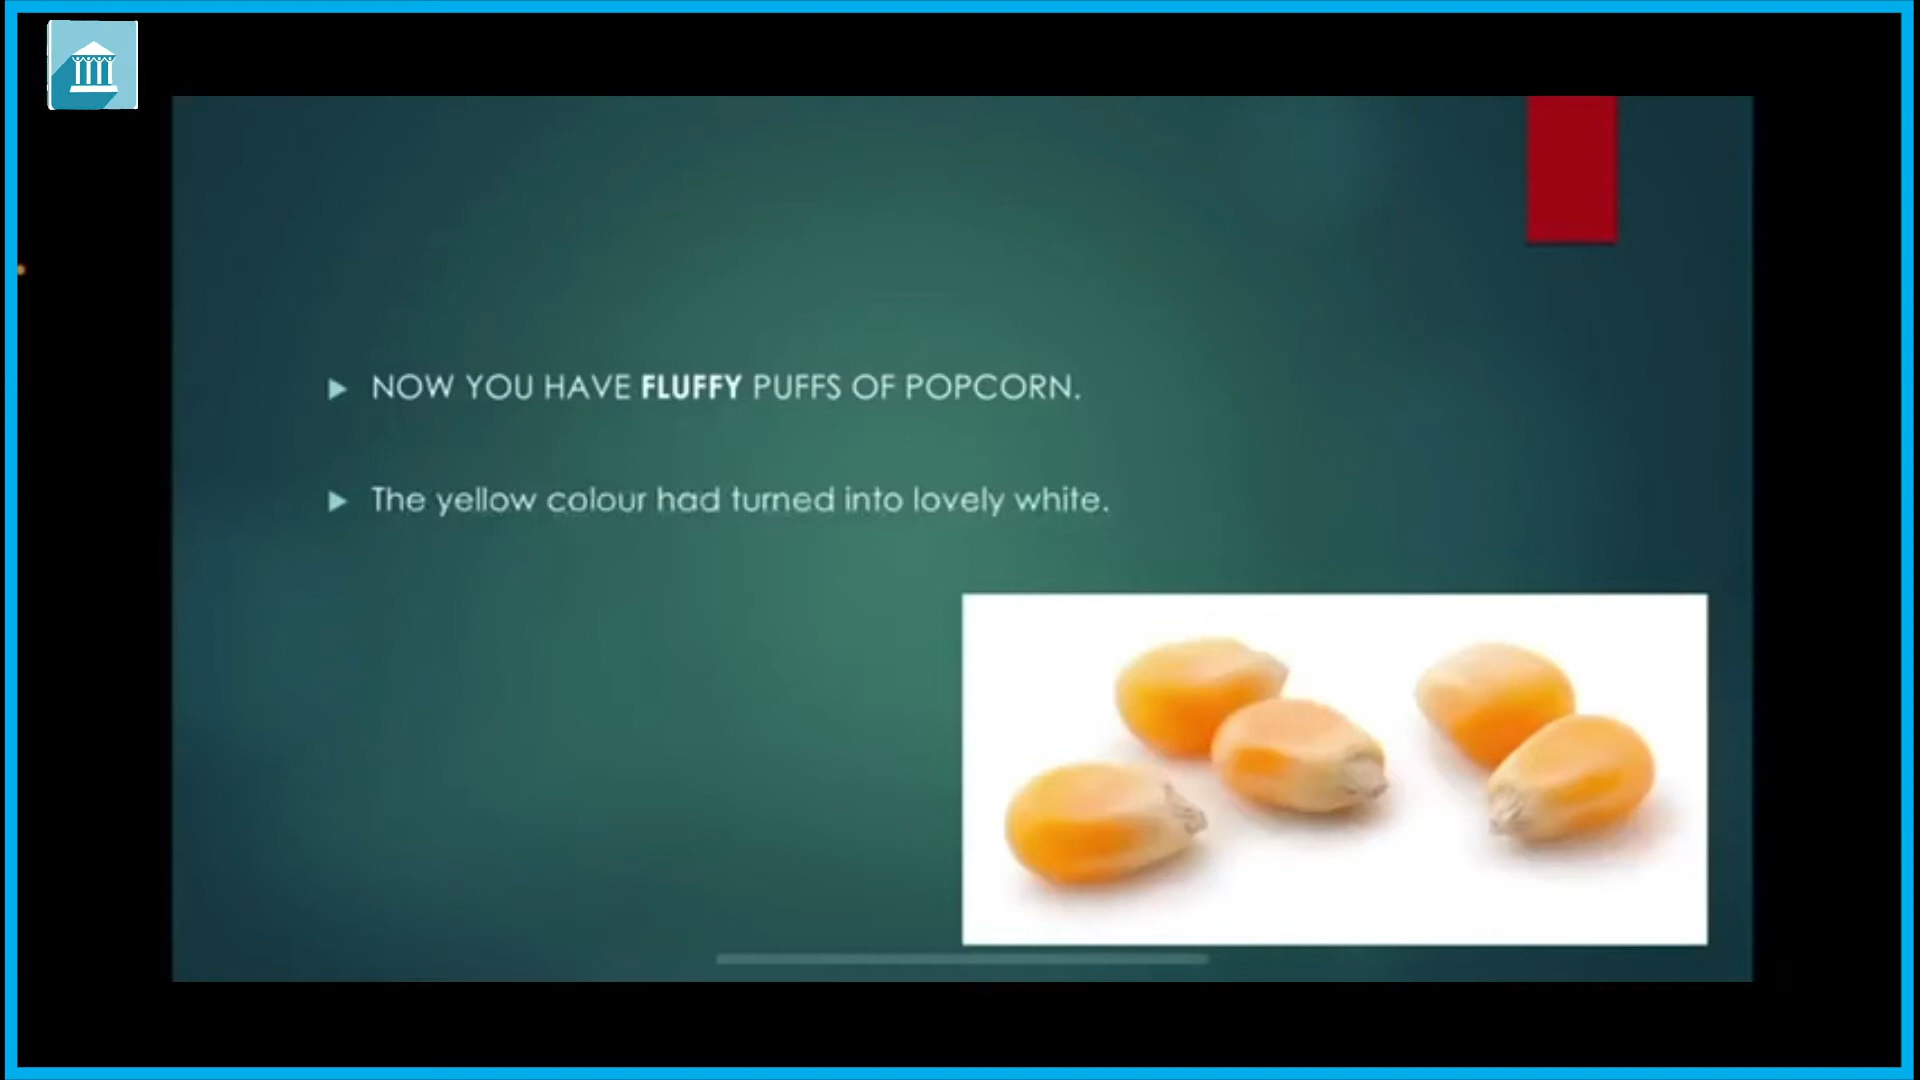 NOW YOU HAVE FLUFFY PUFFS OF POPCORN.
The yellow colour had turned into lovely white.